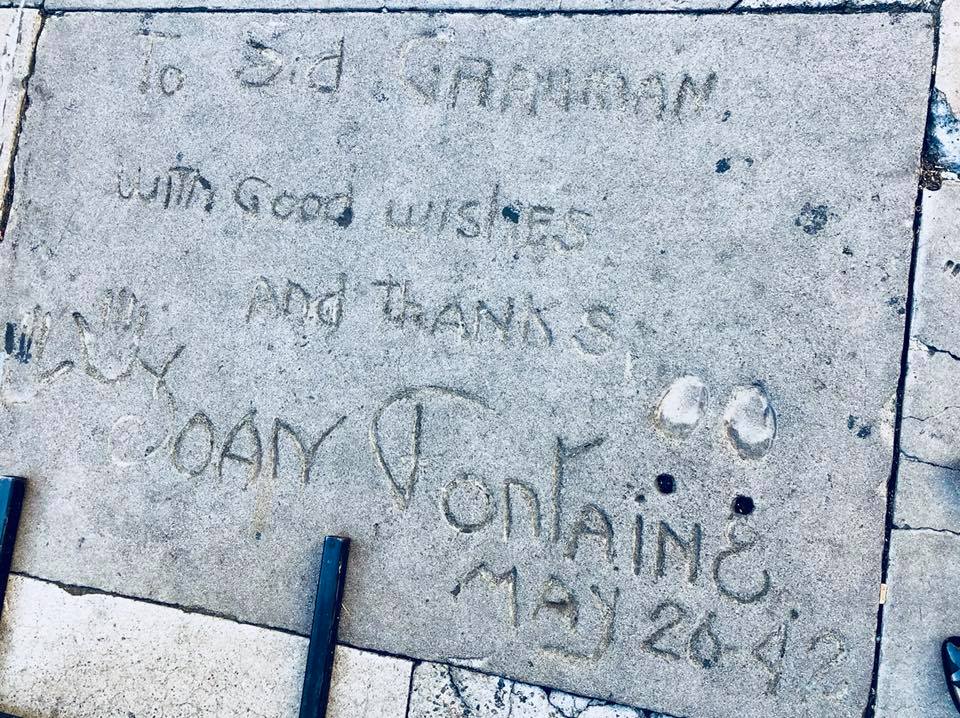 To Sid GRAUMAN
with Good wisHES
And thANKS
JOAN FontAinE
MAy 26-42